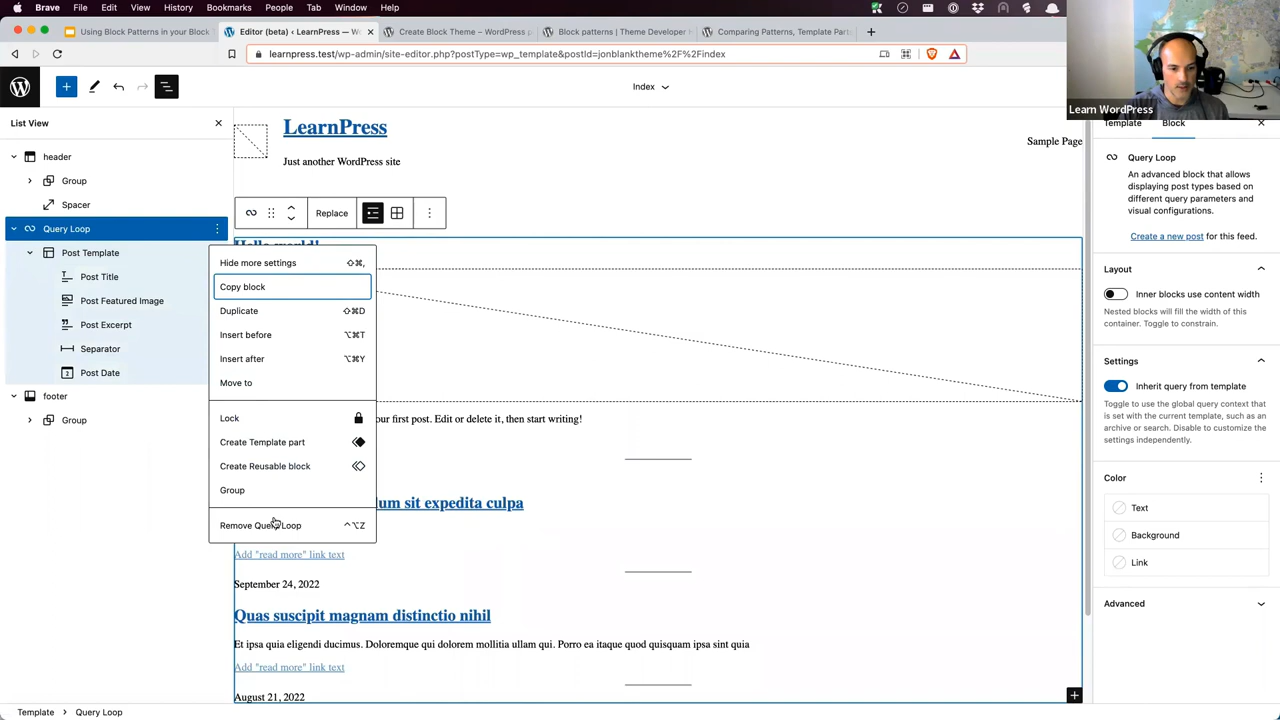 Chrome File Edit View History Bookmarks People Tab Window Help
Using Block Patterns in your Block
Editor (beta) ‹ LearnPress — Wo
Create Block Theme – WordPress p
Block patterns | Theme Developer H
Comparing Patterns, Template Part
learnpress.test/wp-admin/site-editor.php?postType=wp_template&postId=jonblanktheme%2F%2Findex
Index
Learn WordPress
List View
header
Group
Spacer
Query Loop
Post Template
Post Title
Post Featured Image
Post Excerpt
Separator
Post Date
footer
Group
LearnPress
Just another WordPress site
Sample Page
Replace
Hello world!
Hide more settings ⇧⌘,
Copy block
Duplicate ⇧⌘D
Insert before ⌥⌘T
Insert after ⌥⌘Y
Move to
Lock
Create Template part
Create Reusable block
Group
Remove Query Loop ⌃⌥Z
our first post. Edit or delete it, then start writing!
lum sit expedita culpa
Add "read more" link text
September 24, 2022
Quas suscipit magnam distinctio nihil
Et ipsa quia eligendi ducimus. Doloremque qui dolorem mollitia ullam qui. Porro ea itaque quod quisquam ipsa sint quia
Add "read more" link text
August 21, 2022
Template Block
Query Loop
An advanced block that allows
displaying post types based on
different query parameters and
visual configurations.
Create a new post for this feed.
Layout
Inner blocks use content width
Nested blocks will fill the width of this
container. Toggle to constrain.
Settings
Inherit query from template
Toggle to use the global query context
that is set with the current template, such as an
archive or search. Disable to customize the
settings independently.
Color
Text
Background
Link
Advanced
Template › Query Loop